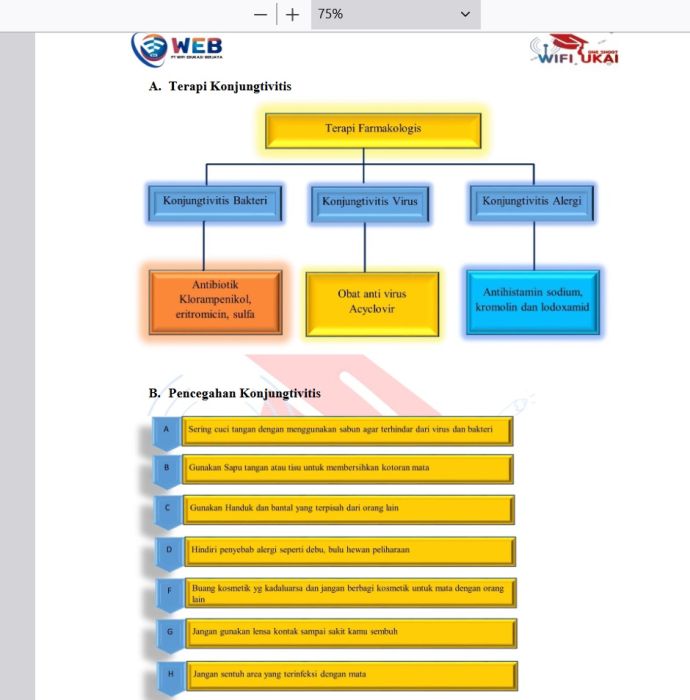 75%
WEB
PT WIFI EDUKASI BERJAYA
ONE SHOOT
WIFI UKAI
A. Terapi Konjungtivitis
Terapi Farmakologis
Konjungtivitis Bakteri
Konjungtivitis Virus
Konjungtivitis Alergi
Antibiotik
Klorampenikol,
eritromicin, sulfa
Obat anti virus
Acyclovir
Antihistamin sodium,
kromolin dan lodoxamid
B. Pencegahan Konjungtivitis
A
Sering cuci tangan dengan menggunakan sabun agar terhindar dari virus dan bakteri
B
Gunakan Sapu tangan atau tisu untuk membersihkan kotoran mata
C
Gunakan Handuk dan bantal yang terpisah dari orang lain
D
Hindiri penyebab alergi seperti debu, bulu hewan peliharaan
F
Buang kosmetik yg kadaluarsa dan jangan berbagi kosmetik untuk mata dengan orang
lain
G
Jangan gunakan lensa kontak sampai sakit kamu sembuh
H
Jangan sentuh area yang terinfeksi dengan mata